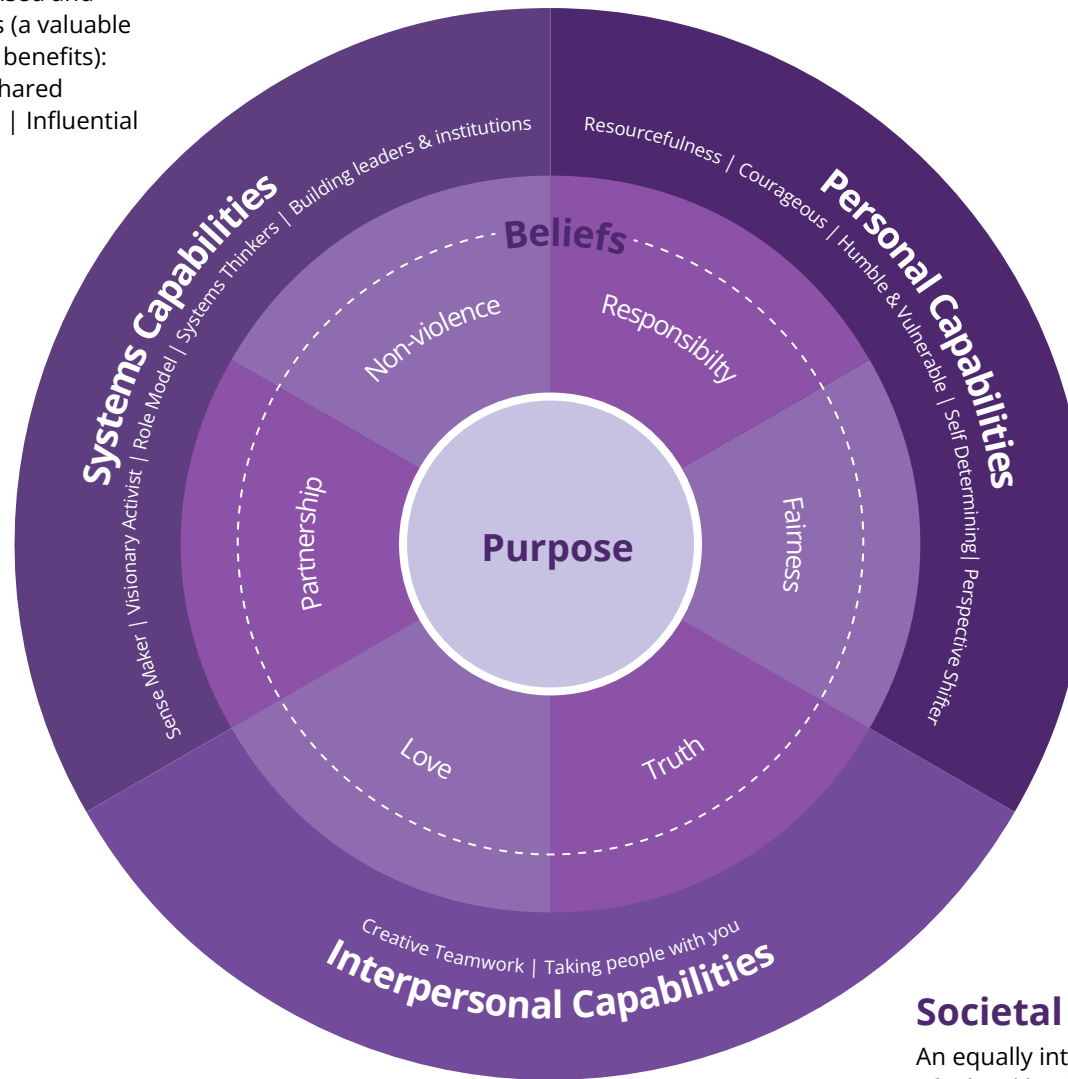 s (a valuable
benefits):
hared
| Influential
Systems Capabilities
Sense Maker | Visionary Activist | Role Model | Systems Thinkers | Building leaders & institutions
Personal Capabilities
Resourcefulness | Courageous | Humble & Vulnerable | Self Determining| Perspective Shifter
Beliefs
Non-violence
Responsibilty
Partnership
Purpose
Fairness
Love
Truth
Creative Teamwork | Taking people with you
Interpersonal Capabilities
Societal
An equally int